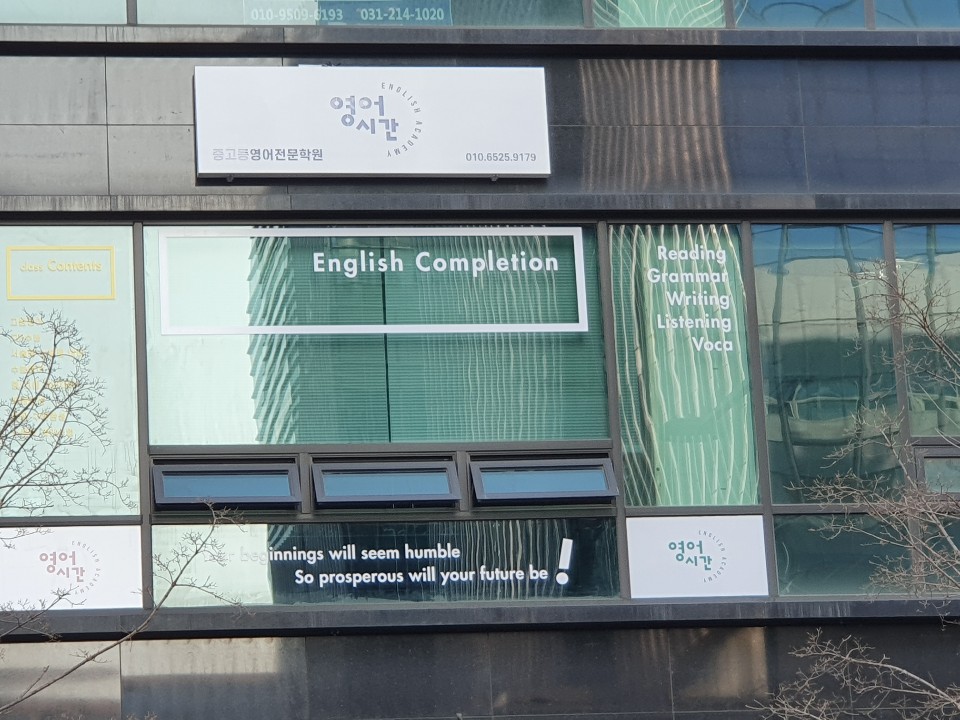 010-9509-6193 031-214-1020
영어
시간
ENGLISH ACADEMY
중고등영어전문학원
010.6525.9179
class Contents
English Completion
Reading
Grammar
Writing
Listening
Voca
beginnings will seem humble
So prosperous will your future be !
영어
시간
ENGLISH ACADEMY
영어
시간
ENGLISH ACADEMY